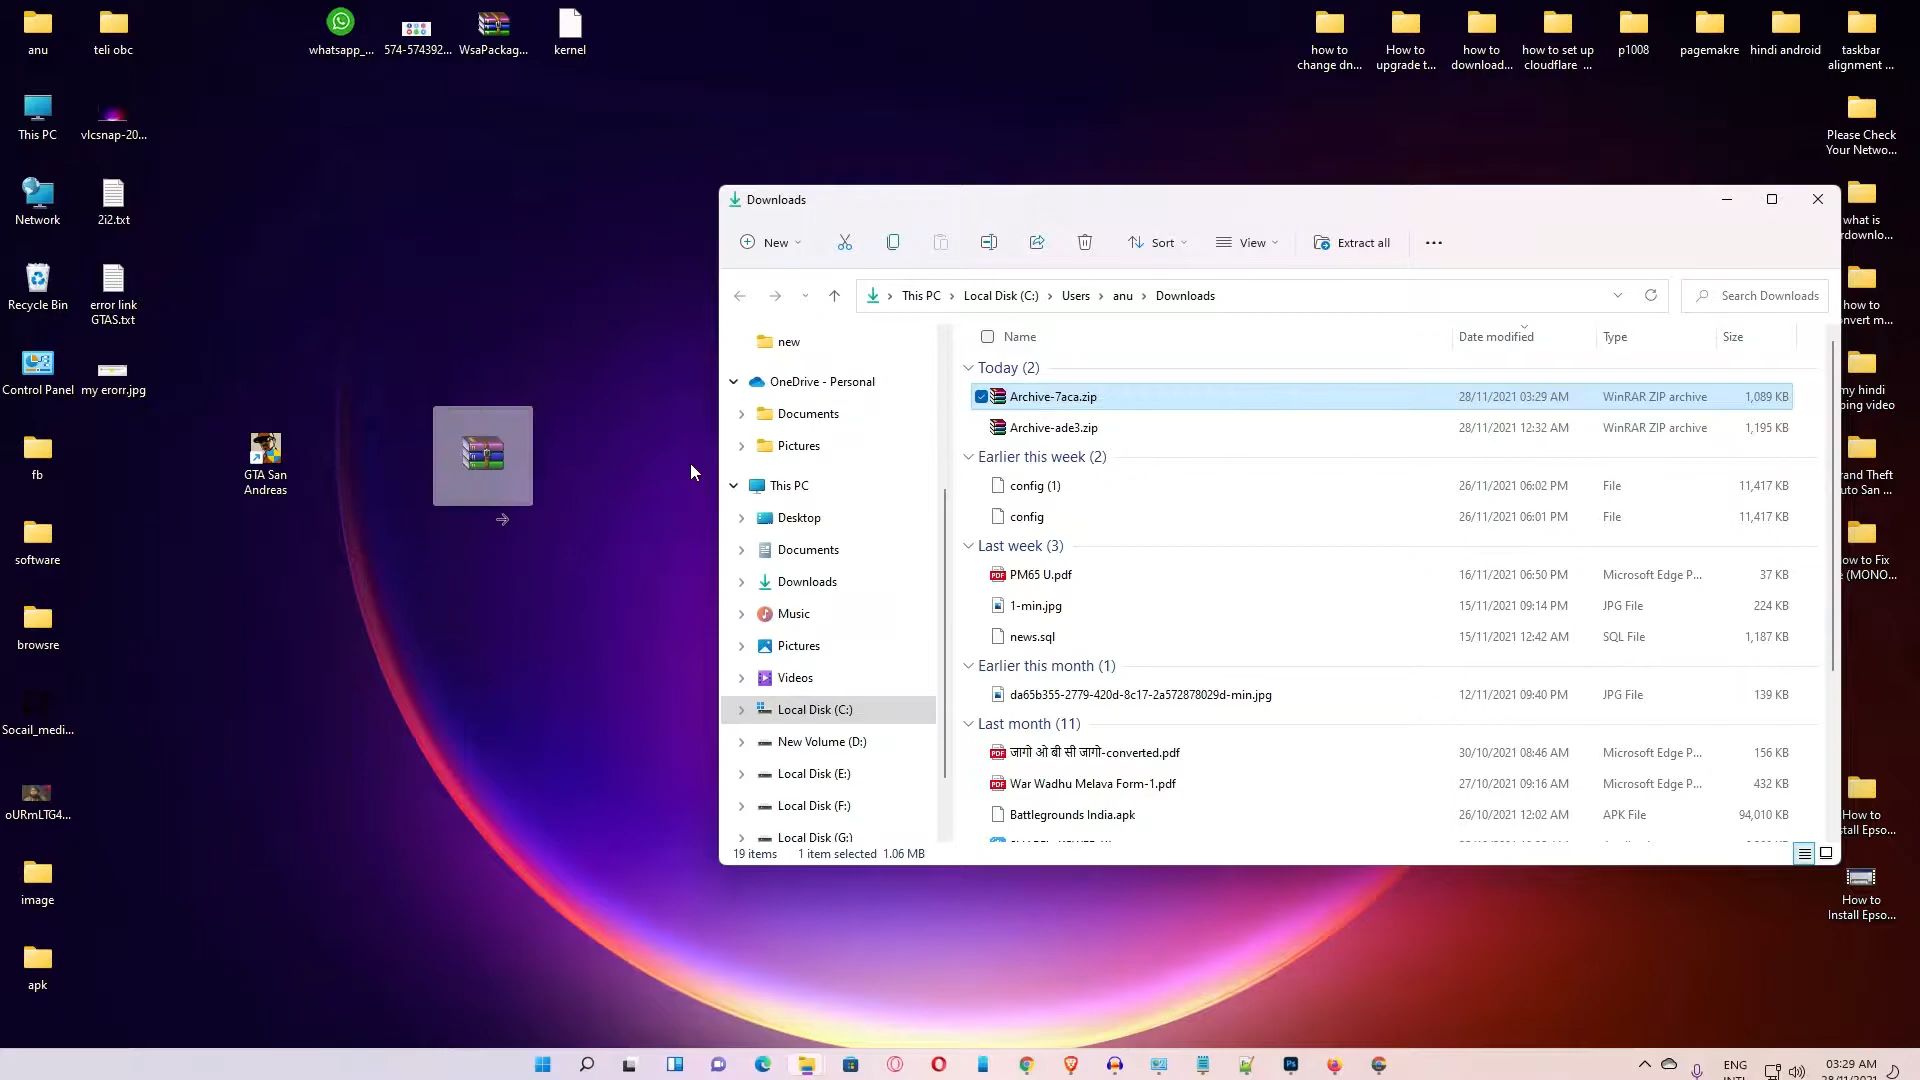 anu
teli obc
whatsapp_...
574-574392...
WsaPackag...
kernel
how to
change dn...
How to
upgrade t...
how to
download...
how to set up
cloudflare ...
p1008
pagemakre
hindi android
taskbar
alignment ...
This PC
vlcsnap-20...
Please Check
Your Netwo...
Network
2i2.txt
what is
rdownlo...
Recycle Bin
error link
GTAS.txt
how to
nvert m...
Control Panel
my erorr.jpg
my hindi
ping video
fb
GTA San
Andreas
rand Theft
uto San ...
software
ow to Fix
e (MONO...
browsre
Socail_medi...
oURmLTG4...
How to
stall Epso...
image
How to
Install Epso...
apk
Downloads
New
Sort
View
Extract all
This PC
Local Disk (C:)
Users
anu
Downloads
Search Downloads
new
OneDrive - Personal
Documents
Pictures
This PC
Desktop
Documents
Downloads
Music
Pictures
Videos
Local Disk (C:)
New Volume (D:)
Local Disk (E:)
Local Disk (F:)
Local Disk (G:)
Name Date modified Type Size
Today (2)
Archive-7aca.zip 28/11/2021 03:29 AM WinRAR ZIP archive 1,089 KB
Archive-ade3.zip 28/11/2021 12:32 AM WinRAR ZIP archive 1,195 KB
Earlier this week (2)
config (1) 26/11/2021 06:02 PM File 11,417 KB
config 26/11/2021 06:01 PM File 11,417 KB
Last week (3)
PM65 U.pdf 16/11/2021 06:50 PM Microsoft Edge P... 37 KB
1-min.jpg 15/11/2021 09:14 PM JPG File 224 KB
news.sql 15/11/2021 12:42 AM SQL File 1,187 KB
Earlier this month (1)
da65b355-2779-420d-8c17-2a572878029d-min.jpg 12/11/2021 09:40 PM JPG File 139 KB
Last month (11)
जागो ओ बी सी जागो-converted.pdf 30/10/2021 08:46 AM Microsoft Edge P... 156 KB
War Wadhu Melava Form-1.pdf 27/10/2021 09:16 AM Microsoft Edge P... 432 KB
Battlegrounds India.apk 26/10/2021 12:02 AM APK File 94,010 KB
19 items 1 item selected 1.06 MB
ENG
03:29 AM